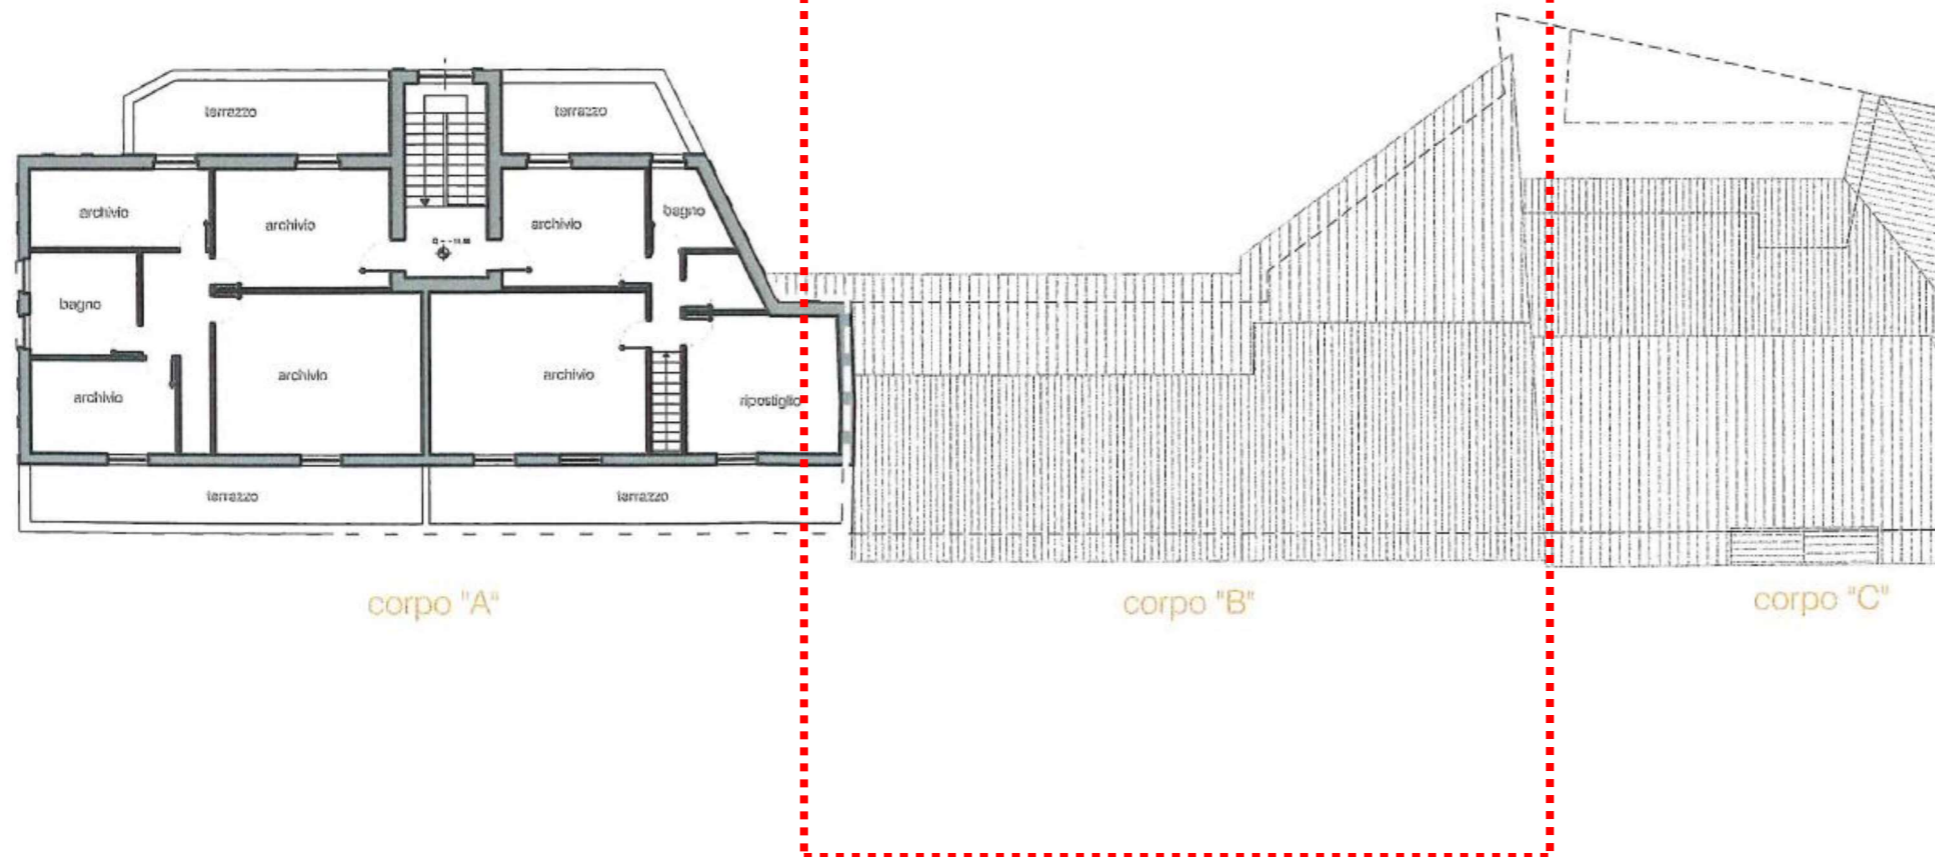 terrazzo
terrazzo
archivio
archivio
archivio
bagno
bagno
archivio
archivio
archivio
ripostiglio
terrazzo
terrazzo
corpo "A"
corpo "B"
corpo "C"